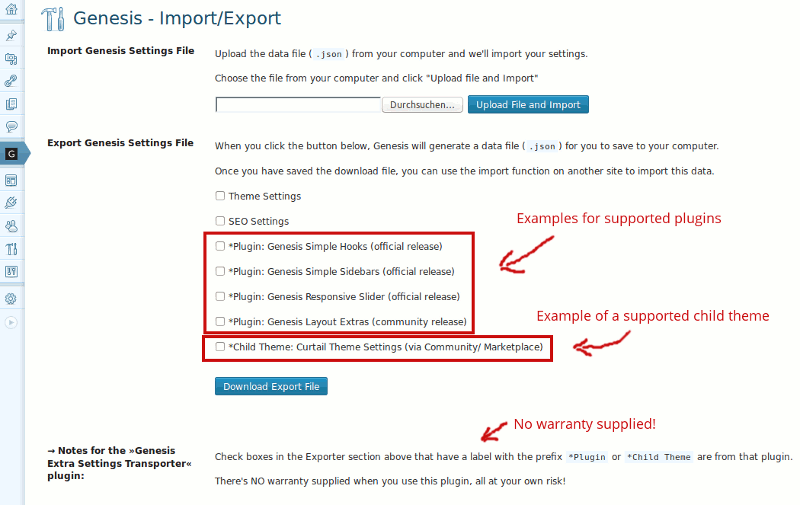 Genesis - Import/Export
Import Genesis Settings File
Upload the data file ( .json ) from your computer and we'll import your settings.
Choose the file from your computer and click "Upload file and Import"
Durchsuchen...
Upload File and Import
Export Genesis Settings File
When you click the button below, Genesis will generate a data file ( .json ) for you to save to your computer.
Once you have saved the download file, you can use the import function on another site to import this data.
Theme Settings
SEO Settings
Examples for supported plugins
*Plugin: Genesis Simple Hooks (official release)
*Plugin: Genesis Simple Sidebars (official release)
*Plugin: Genesis Responsive Slider (official release)
*Plugin: Genesis Layout Extras (community release)
Example of a supported child theme
*Child Theme: Curtail Theme Settings (via Community/ Marketplace)
Download Export File
No warranty supplied!
→ Notes for the »Genesis
Extra Settings Transporter«
plugin:
Check boxes in the Exporter section above that have a label with the prefix *Plugin or *Child Theme are from that plugin.
There's NO warranty supplied when you use this plugin, all at your own risk!
G